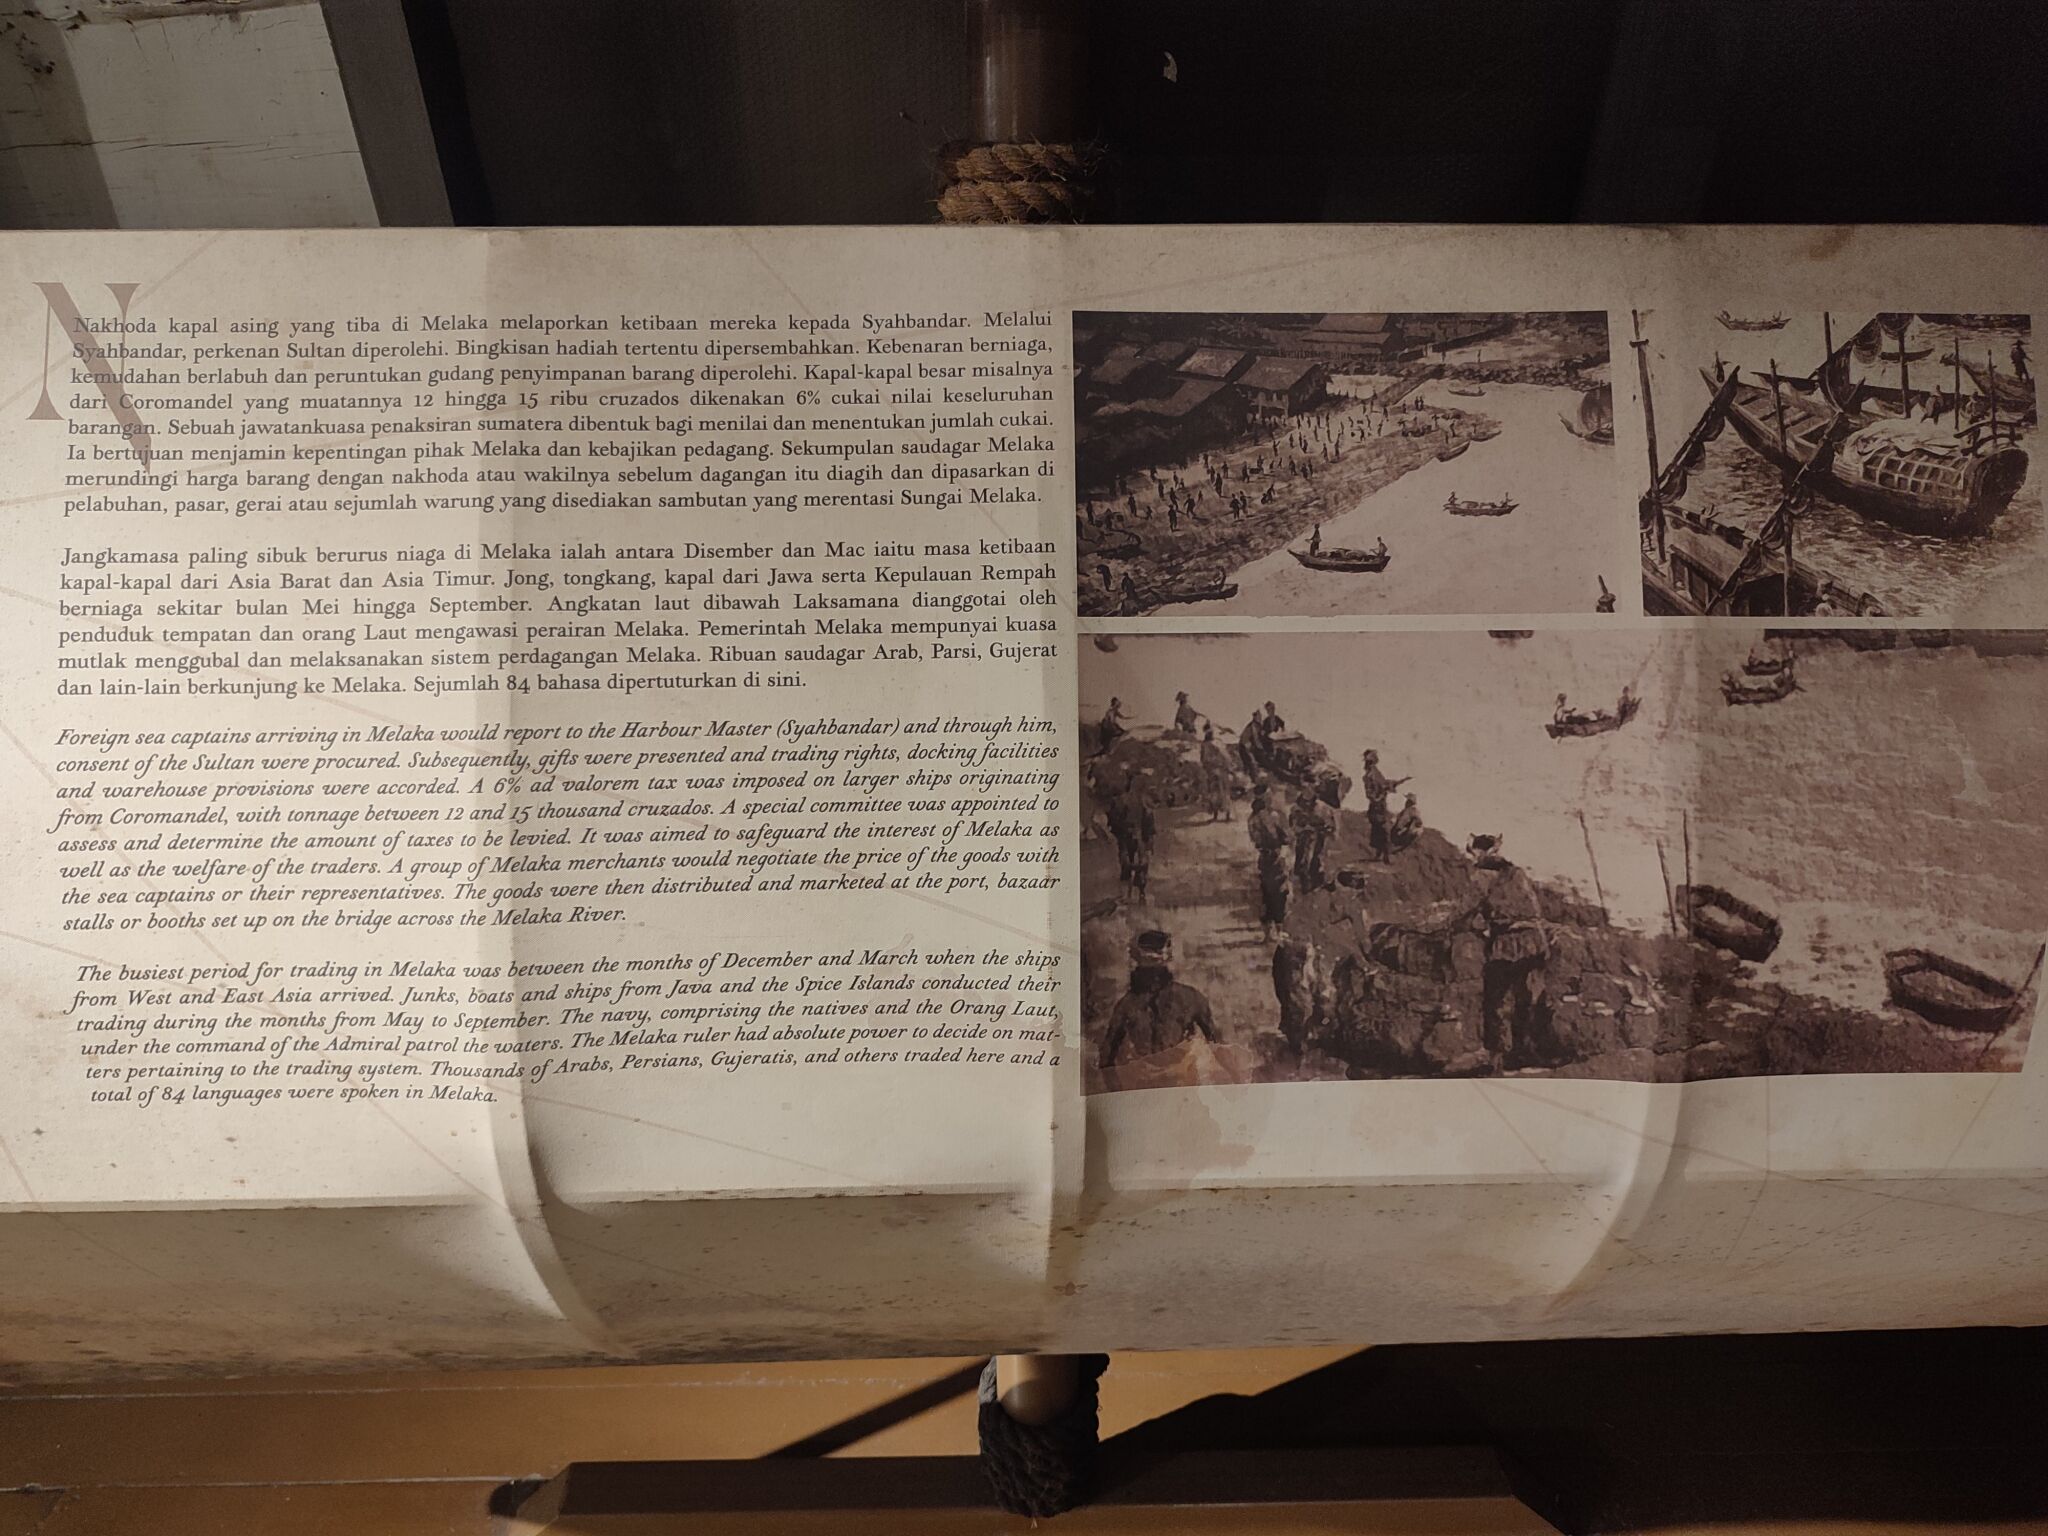 Nakhoda kapal asing yang tiba di Melaka melaporkan ketibaan mereka kepada Syahbandar. Melalui
Syahbandar, perkenan Sultan diperolehi. Bingkisan hadiah tertentu dipersembahkan. Kebenaran berniaga,
kemudahan berlabuh dan peruntukan gudang penyimpanan barang diperolehi. Kapal-kapal besar misalnya
dari Coromandel yang muatannya 12 hingga 15 ribu cruzados dikenakan 6% cukai nilai keseluruhan
barangan. Sebuah jawatankuasa penaksiran sumatera dibentuk bagi menilai dan menentukan jumlah cukai.
Ia bertujuan menjamin kepentingan pihak Melaka dan kebajikan pedagang. Sekumpulan saudagar Melaka
merundingi harga barang dengan nakhoda atau wakilnya sebelum dagangan itu diagih dan dipasarkan di
pelabuhan, pasar, gerai atau sejumlah warung yang disediakan sambutan yang merentasi Sungai Melaka.
Jangkamasa paling sibuk berurus niaga di Melaka ialah antara Disember dan Mac iaitu masa ketibaan
kapal-kapal dari Asia Barat dan Asia Timur. Jong, tongkang, kapal dari Jawa serta Kepulauan Rempah
berniaga sekitar bulan Mei hingga September. Angkatan laut dibawah Laksamana dianggotai oleh
penduduk tempatan dan orang Laut mengawasi perairan Melaka. Pemerintah Melaka mempunyai kuasa
mutlak menggubal dan melaksanakan sistem perdagangan Melaka. Ribuan saudagar Arab, Parsi, Gujerat
dan lain-lain berkunjung ke Melaka. Sejumlah 84 bahasa dipertuturkan di sini.
Foreign sea captains arriving in Melaka would report to the Harbour Master (Syahbandar) and through him,
consent of the Sultan were procured. Subsequently, gifts were presented and trading rights, docking facilities
and warehouse provisions were accorded. A 6% ad valorem tax was imposed on larger ships originating
from Coromandel, with tonnage between 12 and 15 thousand cruzados. A special committee was appointed to
assess and determine the amount of taxes to be levied. It was aimed to safeguard the interest of Melaka as
well as the welfare of the traders. A group of Melaka merchants would negotiate the price of the goods with
the sea captains or their representatives. The goods were then distributed and marketed at the port, bazaar
stalls or booths set up on the bridge across the Melaka River.
The busiest period for trading in Melaka was between the months of December and March when the ships
from West and East Asia arrived. Junks, boats and ships from Java and the Spice Islands conducted their
trading during the months from May to September. The navy, comprising the natives and the Orang Laut,
under the command of the Admiral patrol the waters. The Melaka ruler had absolute power to decide on mat-
ters pertaining to the trading system. Thousands of Arabs, Persians, Gujeratis, and others traded here and a
total of 84 languages were spoken in Melaka.